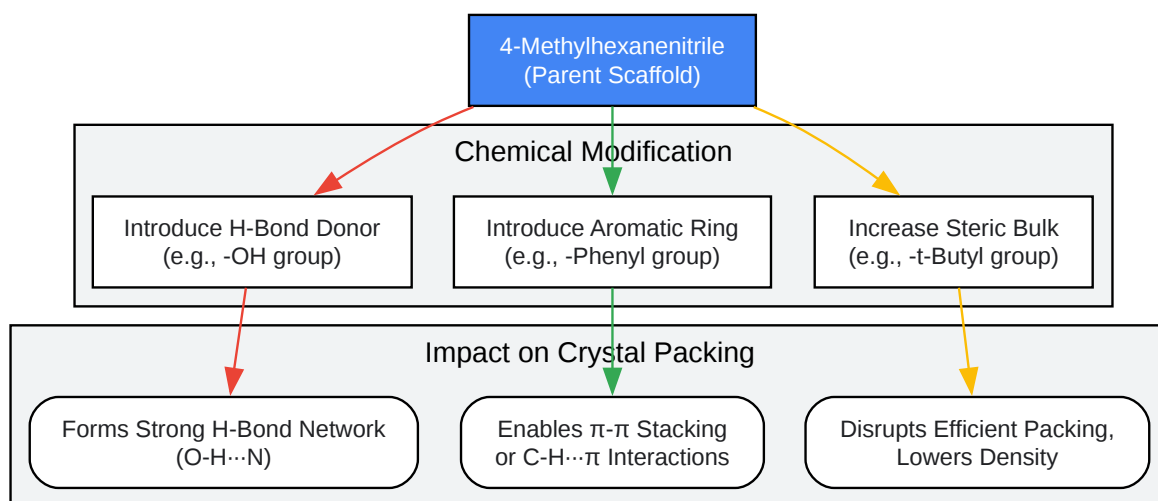 4-Methylhexanenitrile
(Parent Scaffold)
Chemical Modification
Introduce H-Bond Donor
(e.g., -OH group)
Introduce Aromatic Ring
(e.g., -Phenyl group)
Increase Steric Bulk
(e.g., -t-Butyl group)
Impact on Crystal Packing
Forms Strong H-Bond Network
(O-H···N)
Enables π-π Stacking
or C-H···π Interactions
Disrupts Efficient Packing,
Lowers Density